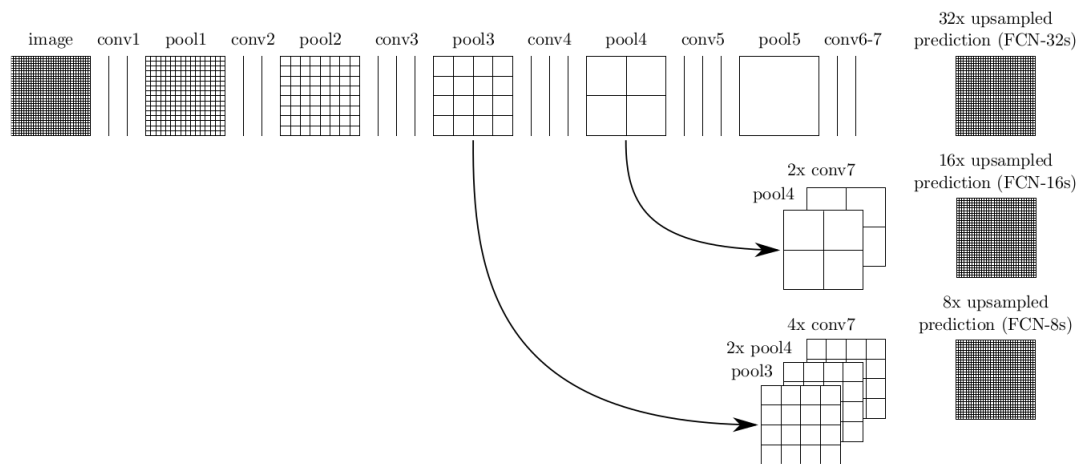 32x upsampled
image conv1 pool1 conv2 pool2 conv3 pool3 conv4 pool4 conv5 pool5 conv6-7 prediction (FCN-32s)
16x upsampled
2x conv7 prediction (FCN-16s)
pool4
8x upsampled
4x conv7 prediction (FCN-8s)
2x pool4
pool3